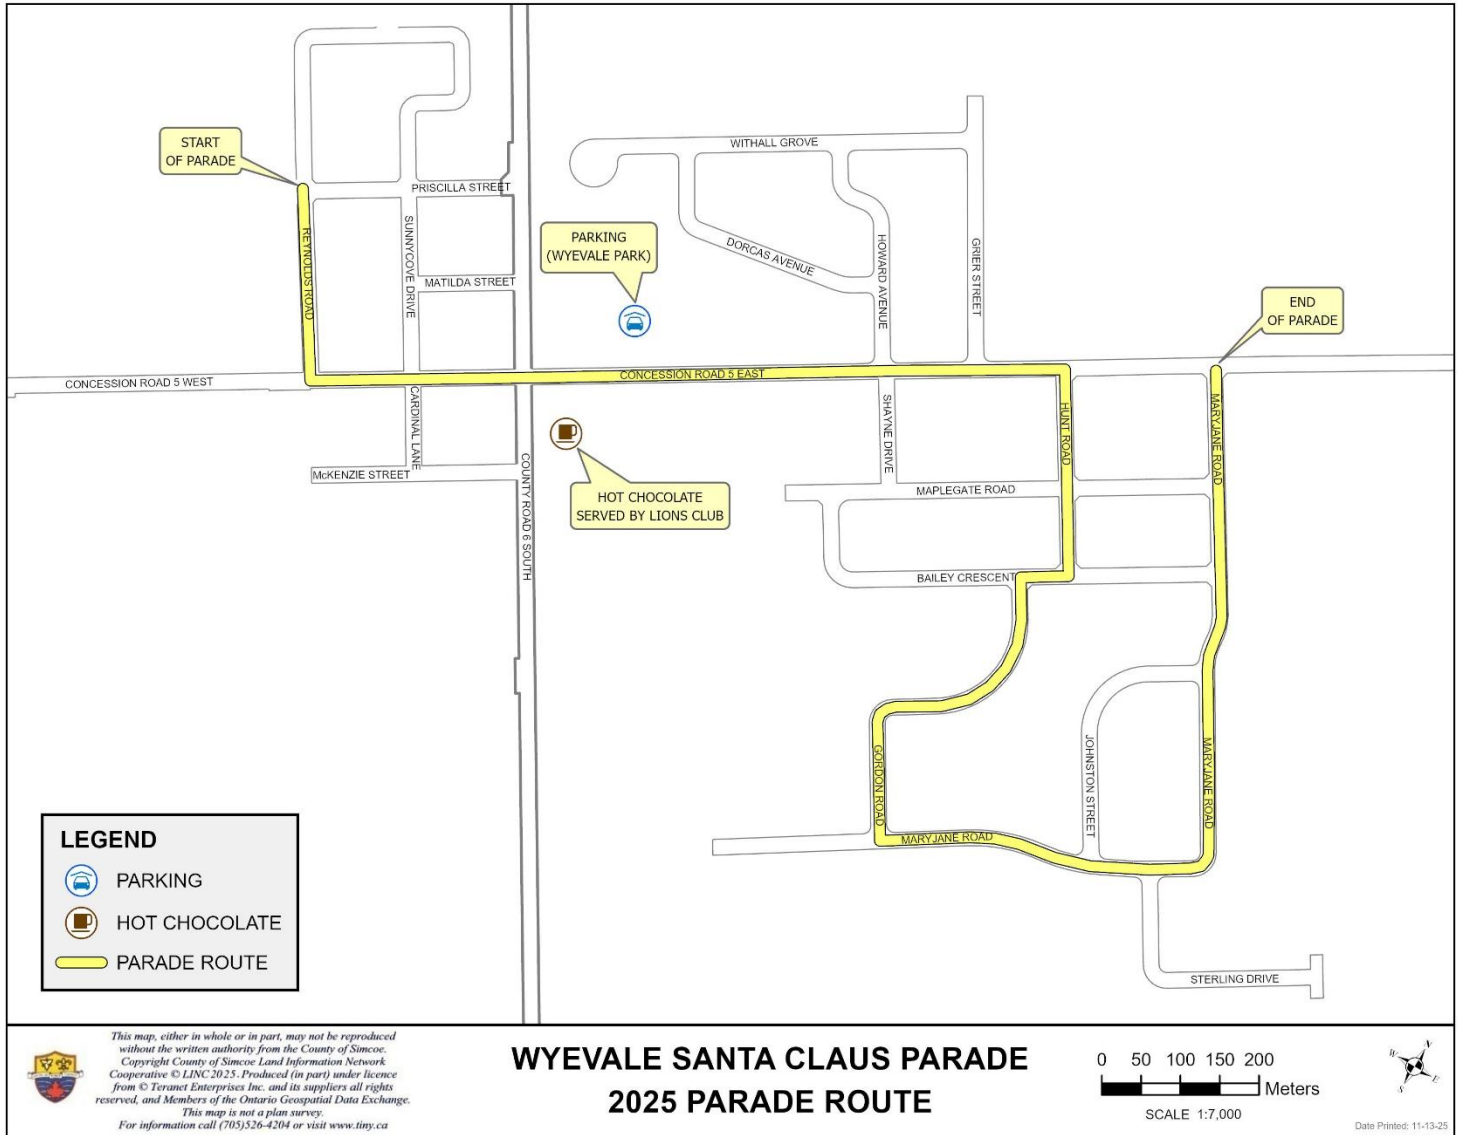 WITHALL GROVE
START
OF PARADE
PRISCILLA STREET
SUNNYCOVE DRIVE
REYNOLDS ROAD
PARKING
(WYEVALE PARK)
DORCAS AVENUE
HOWARD AVENUE
GRIER STREET
MATILDA STREET
END
OF PARADE
CONCESSION ROAD 5 WEST
CONCESSION ROAD 5 EAST
CARDINAL LANE
SHAYNE DRIVE
HUNT ROAD
MARYJANE ROAD
McKENZIE STREET
COUNTY ROAD 6 SOUTH
HOT CHOCOLATE
SERVED BY LIONS CLUB
MAPLEGATE ROAD
BAILEY CRESCENT
GORDON ROAD
JOHNSTON STREET
MARYJANE ROAD
MARYJANE ROAD
STERLING DRIVE
LEGEND
PARKING
HOT CHOCOLATE
PARADE ROUTE
This map, either in whole or in part, may not be reproduced
without the written authority from the County of Simcoe.
Copyright County of Simcoe Land Information Network
Cooperative © LINC 2025. Produced (in part) under licence
from © Teranet Enterprises Inc. and its suppliers all rights
reserved, and Members of the Ontario Geospatial Data Exchange.
This map is not a plan survey.
For information call (705)526-4204 or visit www.tiny.ca
WYEVALE SANTA CLAUS PARADE
2025 PARADE ROUTE
0 50 100 150 200
Meters
SCALE 1:7,000
N
W
E
S
Date Printed: 11-13-25